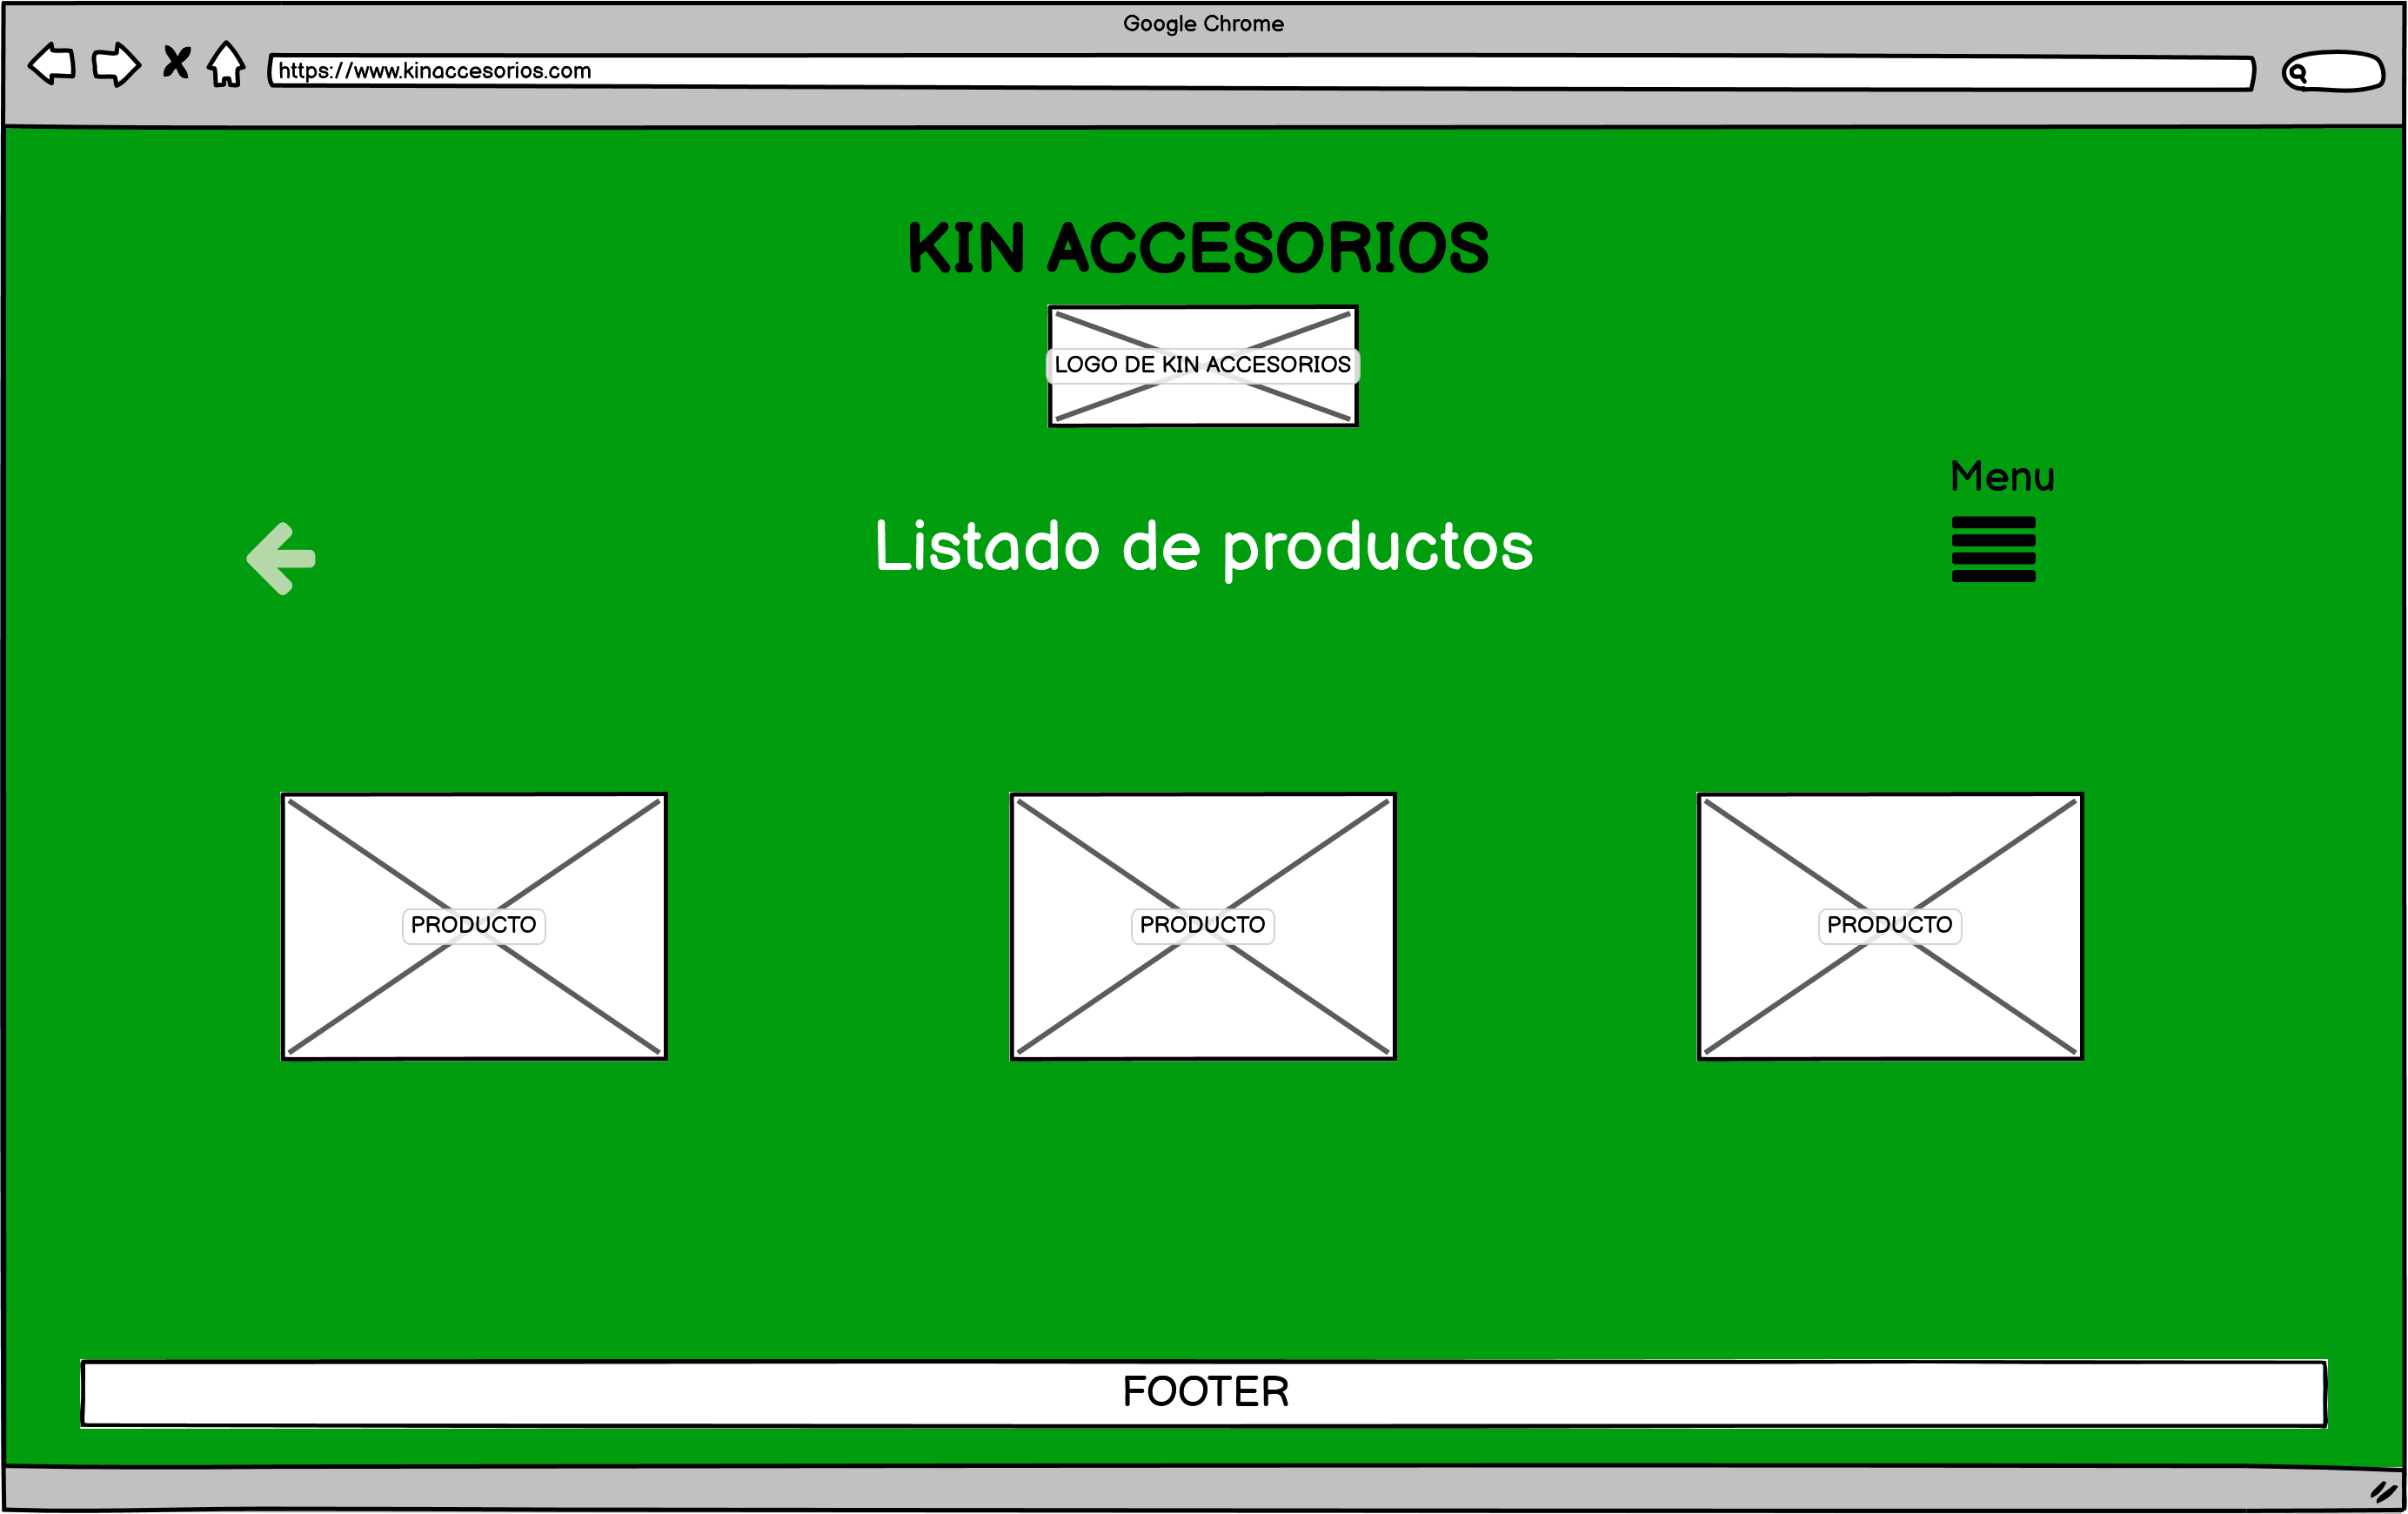 Google Chrome
https://www.kinaccesorios.com
KIN ACCESORIOS
LOGO DE KIN ACCESORIOS
Menu
Listado de productos
PRODUCTO
PRODUCTO
PRODUCTO
FOOTER